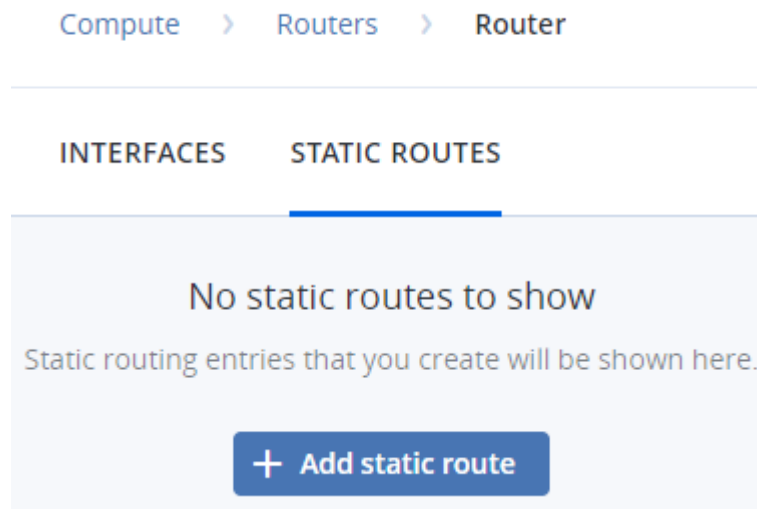 Compute > Routers > Router
INTERFACES STATIC ROUTES
No static routes to show
Static routing entries that you create will be shown here.
+ Add static route